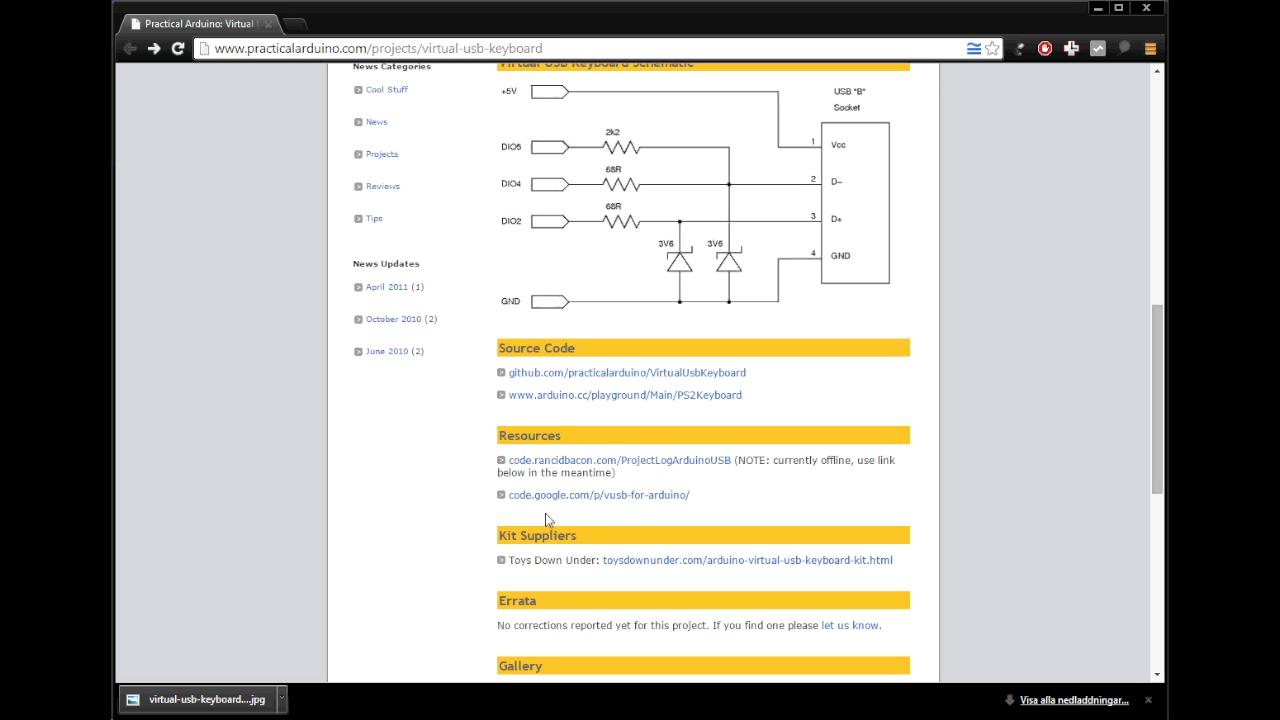 Practical Arduino: Virtual
www.practicalarduino.com/projects/virtual-usb-keyboard
News Categories
Cool Stuff
News
Projects
Reviews
Tips
News Updates
April 2011 (1)
October 2010 (2)
June 2010 (2)
Virtual USB Keyboard Schematic
+5V
USB "B"
Socket
2k2
1
Vcc
DIO5
68R
2
D-
DIO4
68R
3
D+
DIO2
3V6
3V6
4
GND
GND
Source Code
github.com/practicalarduino/VirtualUsbKeyboard
www.arduino.cc/playground/Main/PS2Keyboard
Resources
code.rancidbacon.com/ProjectLogArduinoUSB (NOTE: currently offline, use link
below in the meantime)
code.google.com/p/vusb-for-arduino/
Kit Suppliers
Toys Down Under: toysdownunder.com/arduino-virtual-usb-keyboard-kit.html
Errata
No corrections reported yet for this project. If you find one please let us know.
Gallery
virtual-usb-keyboard....jpg
Visa alla nedladdningar...